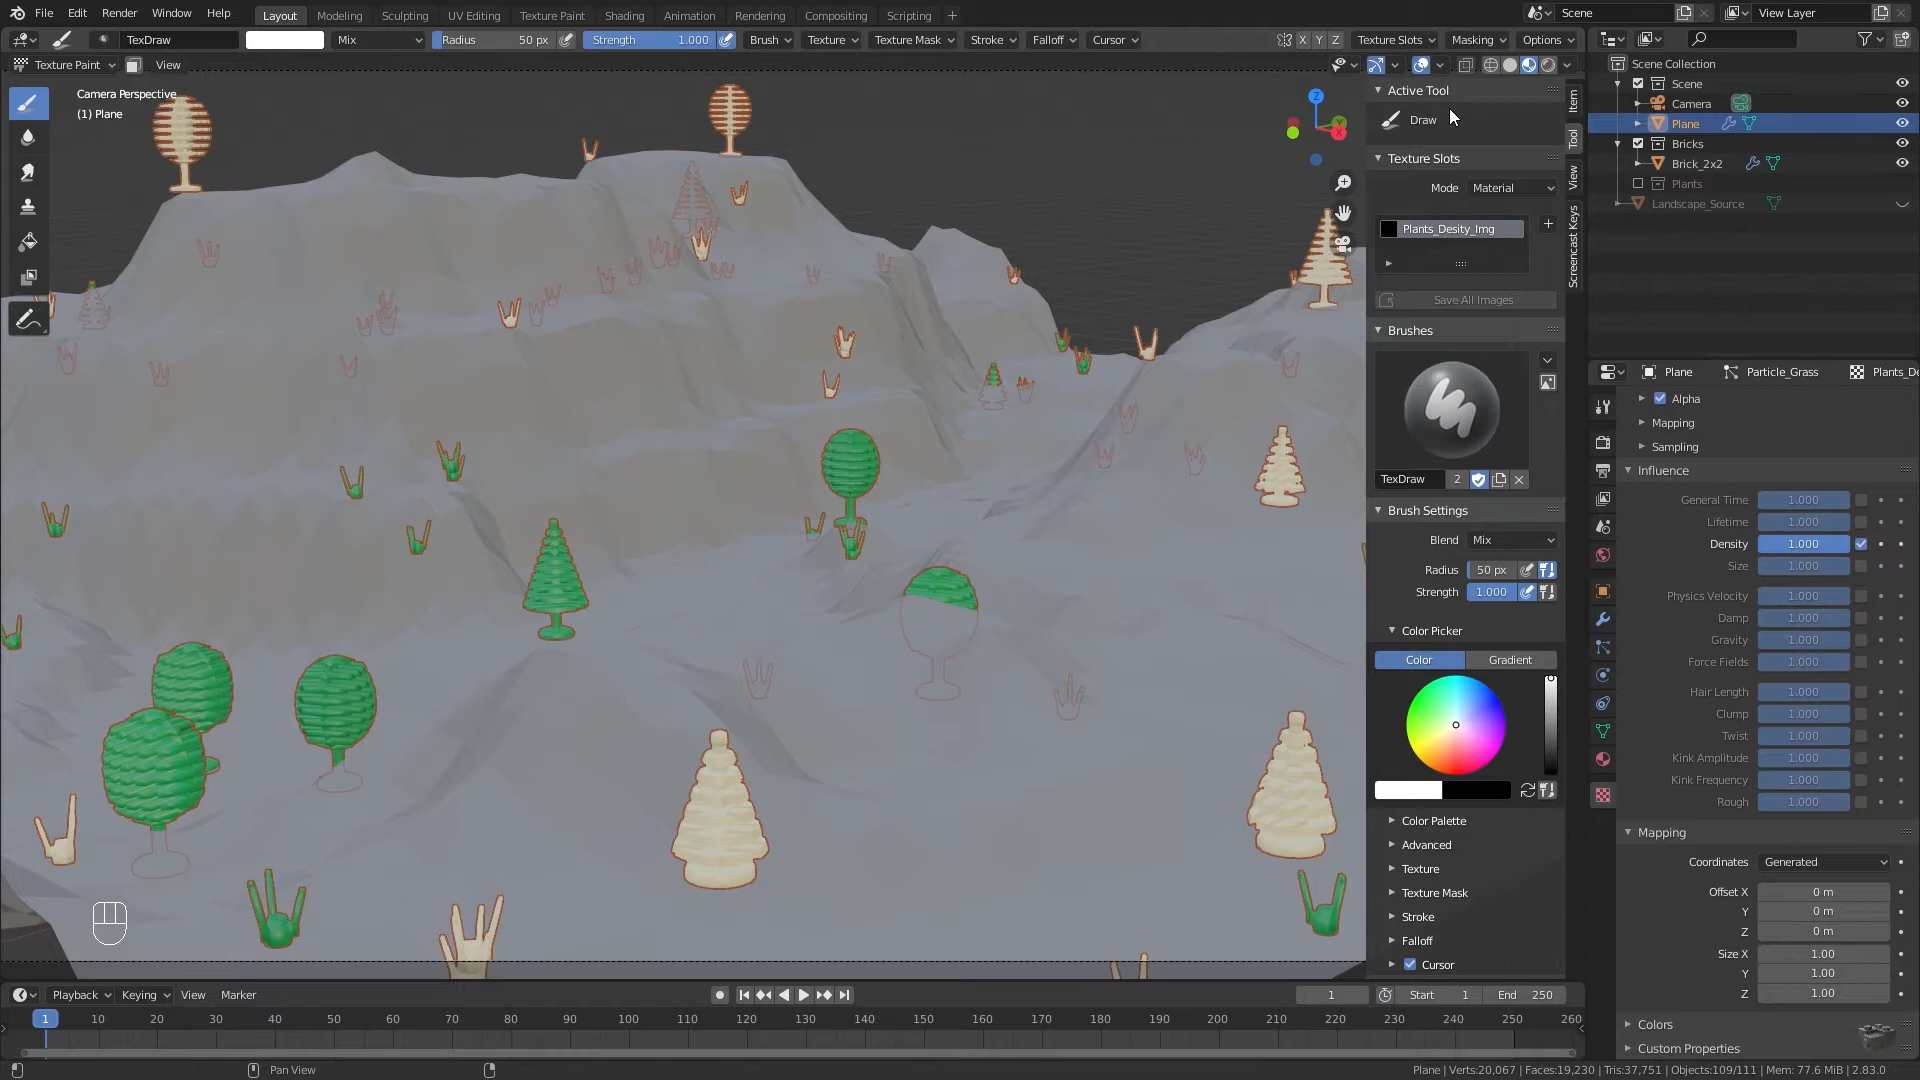 File Edit Render Window Help Layout Modeling Sculpting UV Editing Texture Paint Shading Animation Rendering Compositing Scripting + Scene View Layer
TexDraw Mix Radius 50 px Strength 1.000 Brush Texture Texture Mask Stroke Falloff Cursor X Y Z Texture Slots Masking Options
Texture Paint View
Camera Perspective
(1) Plane
Z
Y
X
Active Tool
Draw
Texture Slots
Mode Material
Plants_Desity_Img
+
Save All Images
Brushes
TexDraw 2
Brush Settings
Blend Mix
Radius 50 px
Strength 1.000
Color Picker
Color Gradient
Color Palette
Advanced
Texture
Texture Mask
Stroke
Falloff
Cursor
Item
Tool
View
Screencast Keys
Scene Collection
Scene
Camera
Plane
Bricks
Brick_2x2
Plants
Landscape_Source
Plane Particle_Grass Plants_De
Alpha
Mapping
Sampling
Influence
General Time 1.000
Lifetime 1.000
Density 1.000
Size 1.000
Physics Velocity 1.000
Damp 1.000
Gravity 1.000
Force Fields 1.000
Hair Length 1.000
Clump 1.000
Twist 1.000
Kink Amplitude 1.000
Kink Frequency 1.000
Rough 1.000
Mapping
Coordinates Generated
Offset X 0 m
Y 0 m
Z 0 m
Size X 1.00
Y 1.00
Z 1.00
Colors
Custom Properties
Playback Keying View Marker 1 Start 1 End 250
1 10 20 30 40 50 60 70 80 90 100 110 120 130 140 150 160 170 180 190 200 210 220 230 240 250 260
Pan View
Plane | Verts:20,067 | Faces:19,230 | Tris:37,751 | Objects:109/111 | Mem: 77.6 MiB | 2.83.0